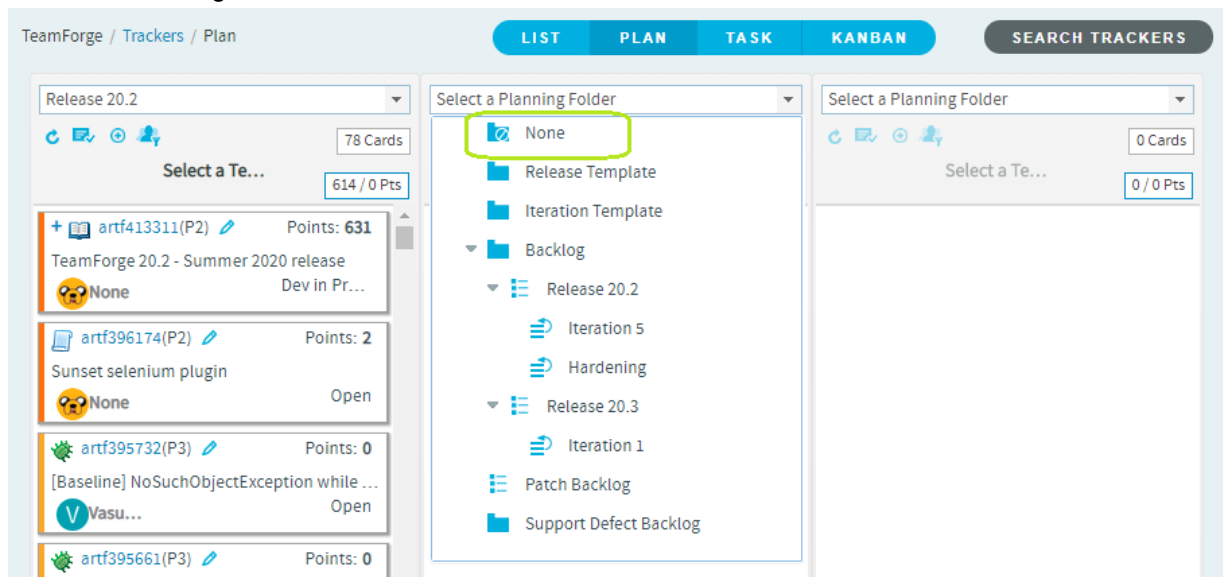 TeamForge / Trackers / Plan
LIST PLAN TASK KANBAN
SEARCH TRACKERS
Release 20.2
78 Cards
Select a Te...
614 / 0 Pts
+ artf413311(P2) Points: 631
TeamForge 20.2 - Summer 2020 release
None Dev in Pr...
artf396174(P2) Points: 2
Sunset selenium plugin
None Open
artf395732(P3) Points: 0
[Baseline] NoSuchObjectException while ...
V Vasu... Open
artf395661(P3) Points: 0
Select a Planning Folder
None
Release Template
Iteration Template
Backlog
Release 20.2
Iteration 5
Hardening
Release 20.3
Iteration 1
Patch Backlog
Support Defect Backlog
Select a Planning Folder
0 Cards
Select a Te...
0 / 0 Pts